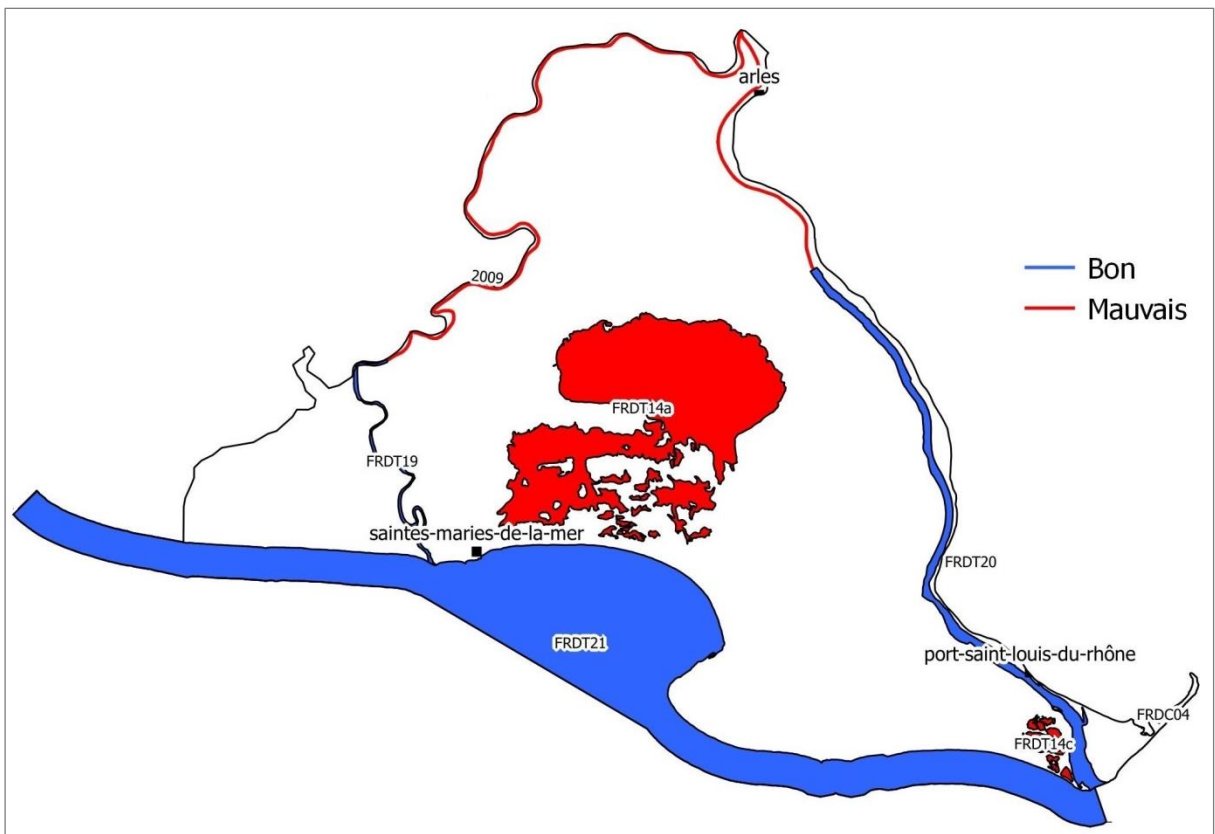 arles
Bon
2009
Mauvais
FRDT14a
FRDT19
saintes-maries-de-la-mer
FRDT20
FRDT21
port-saint-louis-du-rhône
FRDC04
FRDT14c